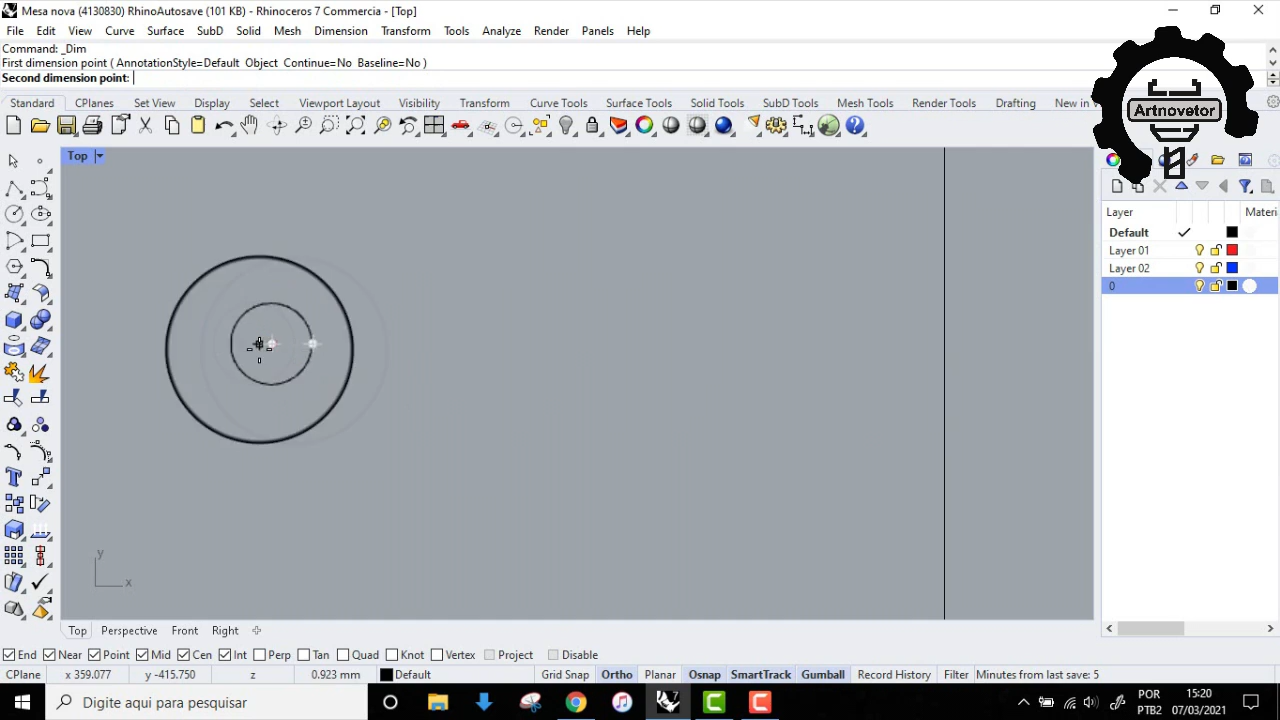 Mesa nova (4130830) RhinoAutosave (101 KB) - Rhinoceros 7 Commercia - [Top]
File Edit View Curve Surface SubD Solid Mesh Dimension Transform Tools Analyze Render Panels Help
Command: _Dim
First dimension point ( AnnotationStyle=Default Object Continue=No Baseline=No )
Second dimension point:
Standard CPlanes Set View Display Select Viewport Layout Visibility Transform Curve Tools Surface Tools Solid Tools SubD Tools Mesh Tools Render Tools Drafting New in V
Artnovetor
Top
Layer Materi
Default
Layer 01
Layer 02
0
y
x
Top Perspective Front Right
End Near Point Mid Cen Int Perp Tan Quad Knot Vertex Project Disable
CPlane x 359.077 y -415.750 z 0.923 mm Default Grid Snap Ortho Planar Osnap SmartTrack Gumball Record History Filter Minutes from last save: 5
Digite aqui para pesquisar
POR
PTB2
15:20
07/03/2021